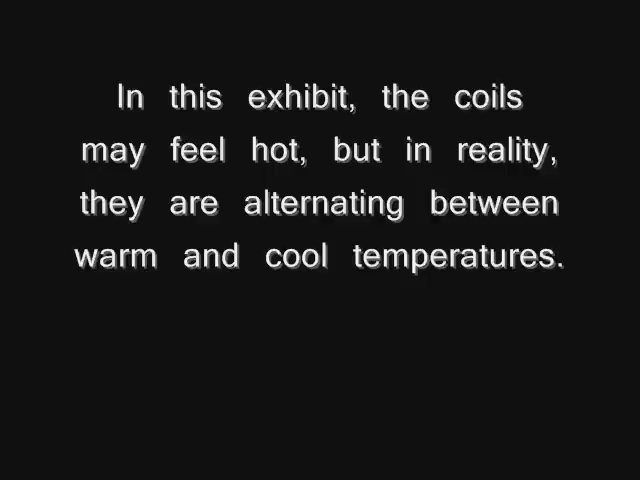 In this exhibit, the coils
may feel hot, but in reality,
they are alternating between
warm and cool temperatures.